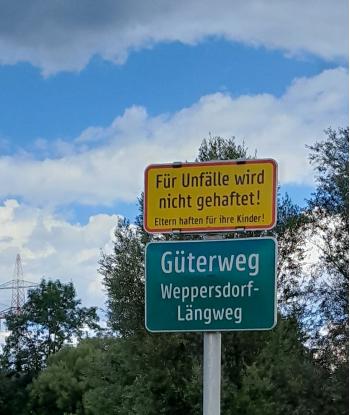 Für Unfälle wird
nicht gehaftet!
Eltern haften für ihre Kinder!
Güterweg
Weppersdorf-
Längweg